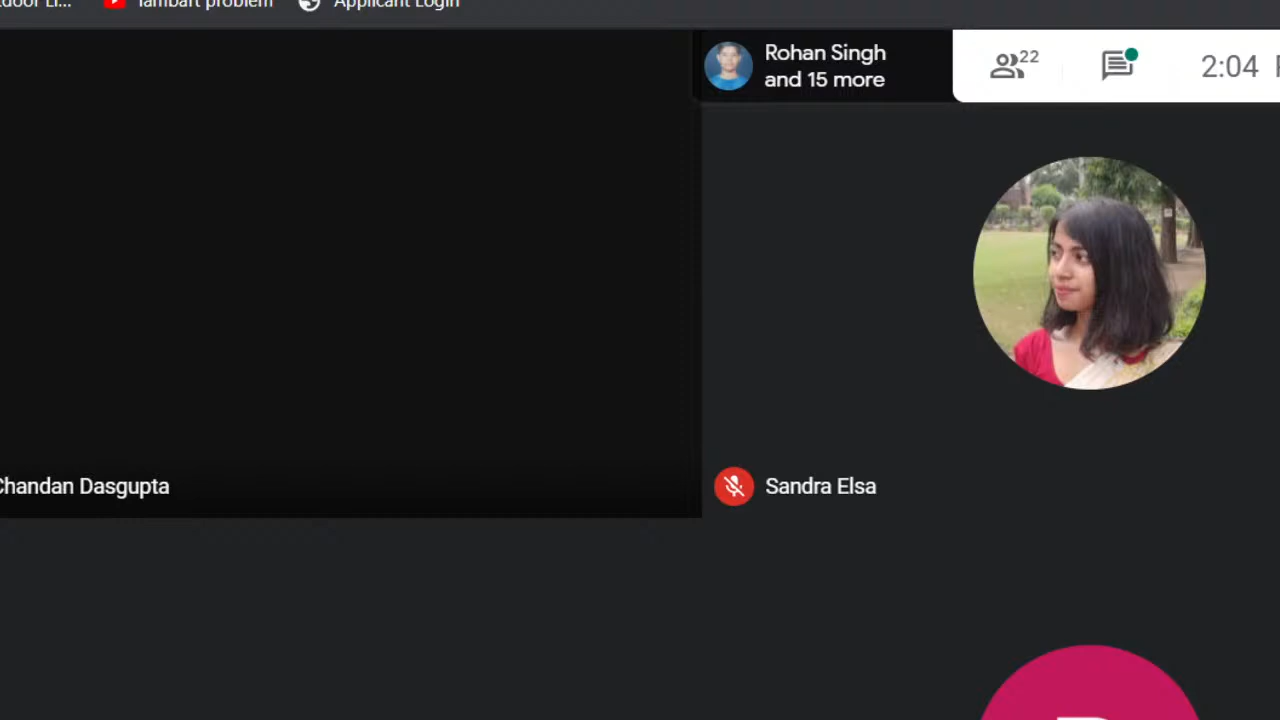 Applicant Login
Rohan Singh
and 15 more
22
2:04
Chandan Dasgupta
Sandra Elsa